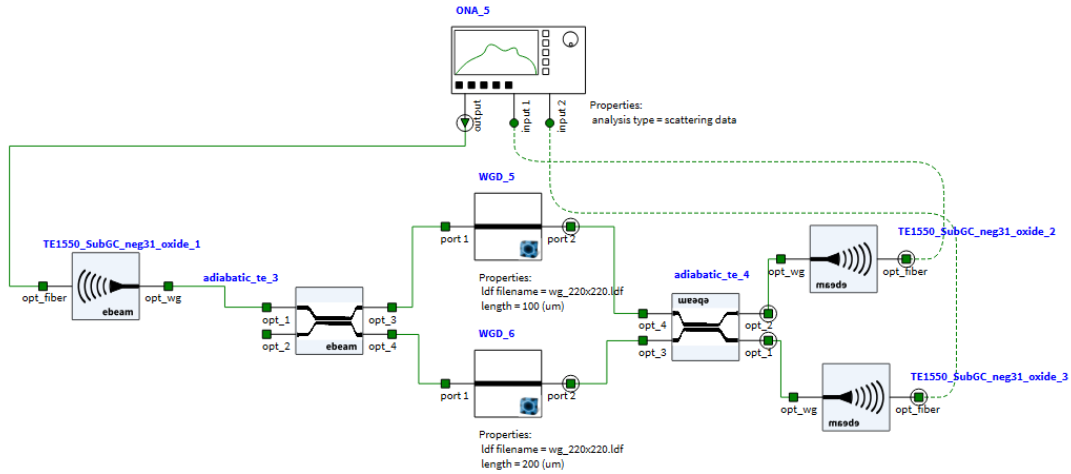 ONA_5
output
input 1
input 2
Properties:
analysis type = scattering data
WGD_5
port 1
port 2
Properties:
ldf filename = wg_220x220.ldf
length = 100 (um)
TE1550_SubGC_neg31_oxide_1
opt_fiber
opt_wg
ebeam
adiabatic_te_3
opt_1
opt_2
opt_3
opt_4
ebeam
WGD_6
port 1
port 2
Properties:
ldf filename = wg_220x220.ldf
length = 200 (um)
adiabatic_te_4
ebeam
opt_4
opt_3
opt_2
opt_1
TE1550_SubGC_neg31_oxide_2
opt_wg
opt_fiber
ebeam
TE1550_SubGC_neg31_oxide_3
opt_wg
opt_fiber
ebeam